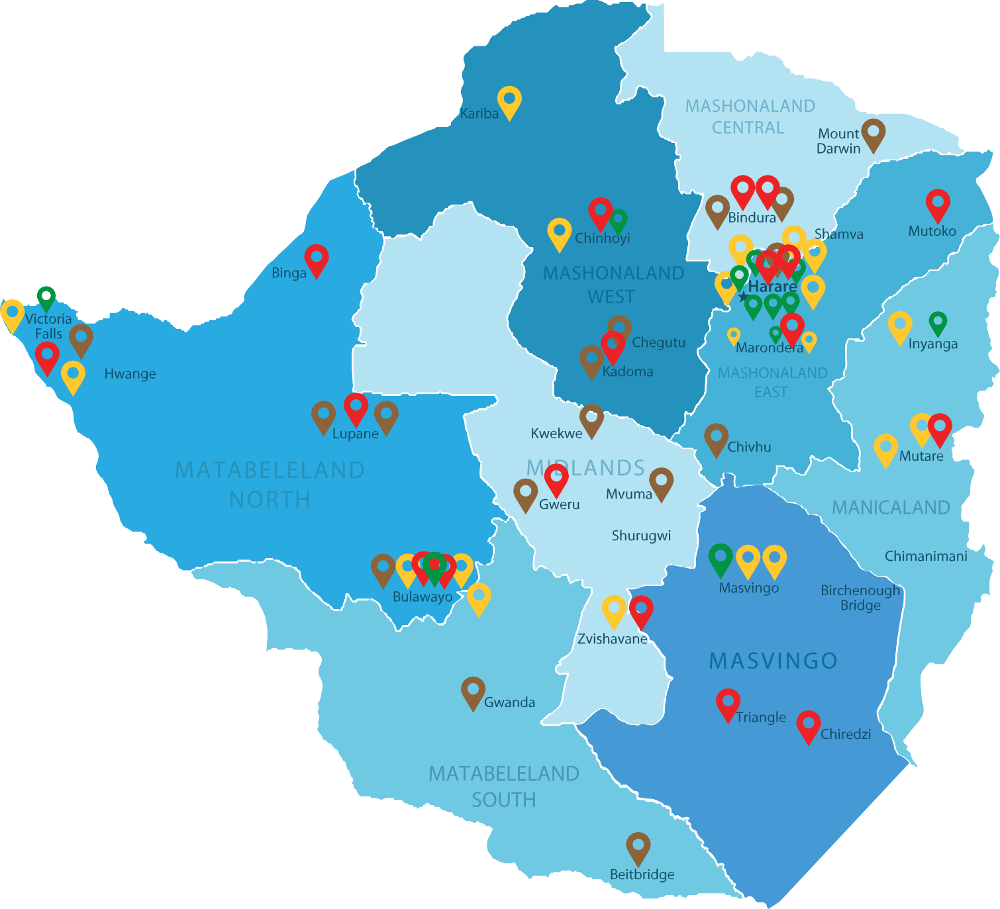 MASHONALAND
CENTRAL
Kariba
Mount
Darwin
Bindura
Shamva
Mutoko
Chinhoyi
Binga
MASHONALAND
WEST
Harare
Victoria
Falls
Chegutu
Marondera
Inyanga
Hwange
Kadoma
MASHONALAND
EAST
Lupane
Kwekwe
Chivhu
Mutare
MATABELELAND
NORTH
MIDLANDS
Mvuma
Gweru
MANICALAND
Shurugwi
Chimanimani
Masvingo
Birchenough
Bridge
Bulawayo
Zvishavane
MASVINGO
Gwanda
Triangle
Chiredzi
MATABELELAND
SOUTH
Beitbridge